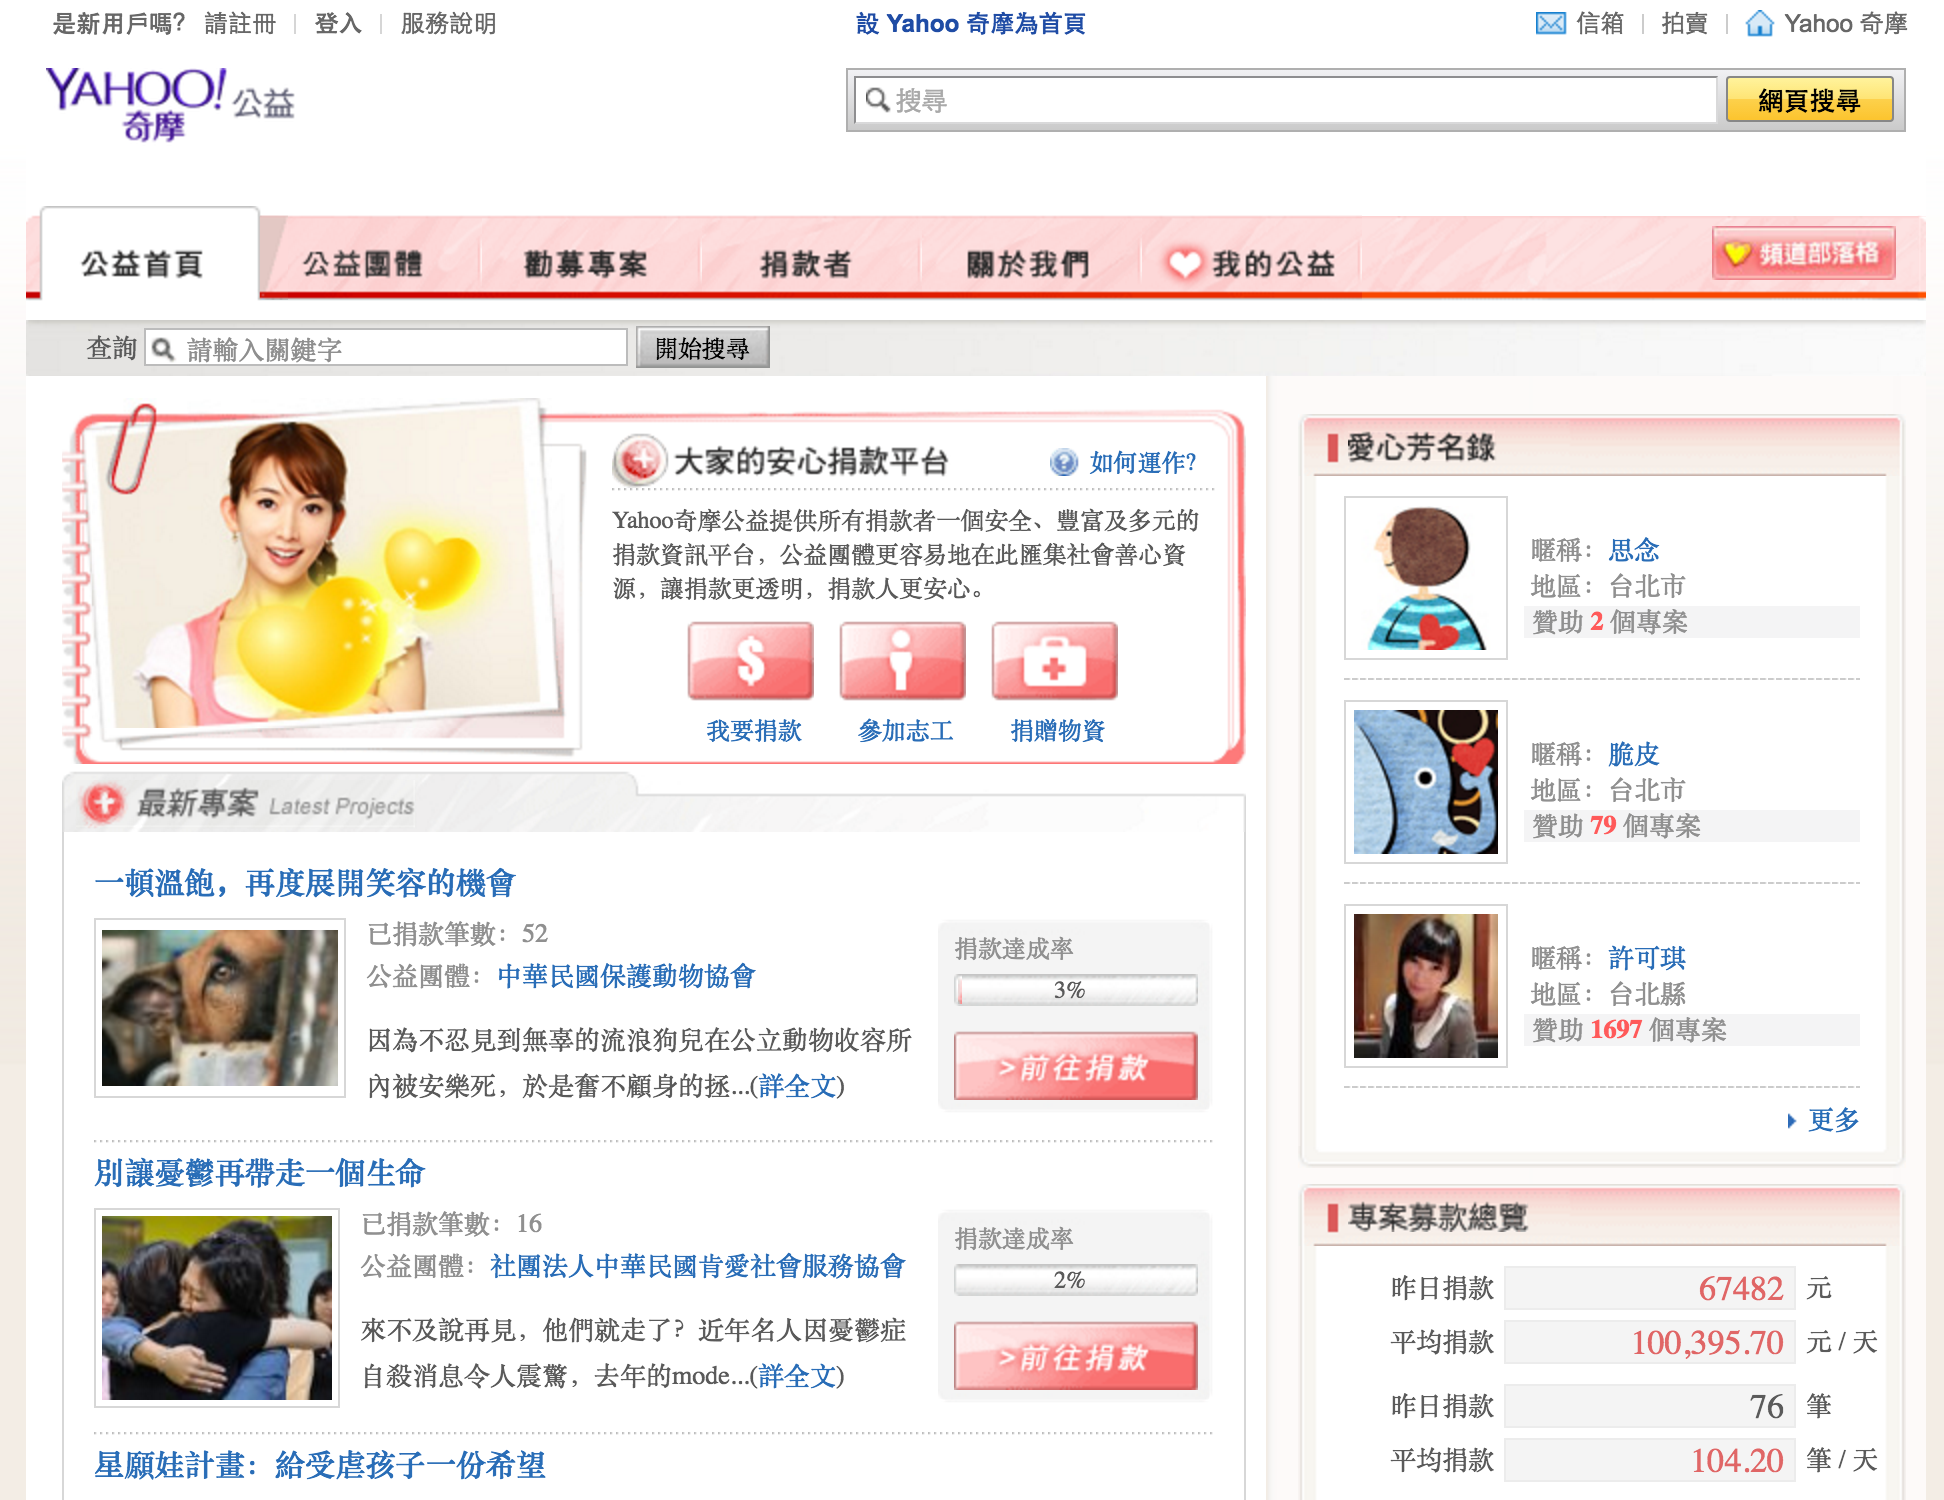 是新用戶嗎? 請註冊 | 登入 | 服務說明
設 Yahoo 奇摩為首頁
信箱 | 拍賣 | Yahoo 奇摩
YAHOO! 奇摩 公益
搜尋
網頁搜尋
公益首頁 公益團體 勸募專案 捐款者 關於我們 我的公益
頻道部落格
查詢 請輸入關鍵字 開始搜尋
大家的安心捐款平台
如何運作?
Yahoo奇摩公益提供所有捐款者一個安全、豐富及多元的
捐款資訊平台，公益團體更容易地在此匯集社會善心資
源，讓捐款更透明，捐款人更安心。
我要捐款 參加志工 捐贈物資
最新專案 Latest Projects
一頓溫飽，再度展開笑容的機會
已捐款筆數：52
公益團體：中華民國保護動物協會
因為不忍見到無辜的流浪狗兒在公立動物收容所
內被安樂死，於是奮不顧身的拯...(詳全文)
捐款達成率
3%
>前往捐款
別讓憂鬱再帶走一個生命
已捐款筆數：16
公益團體：社團法人中華民國肯愛社會服務協會
來不及說再見，他們就走了？近年名人因憂鬱症
自殺消息令人震驚，去年的mode...(詳全文)
捐款達成率
2%
>前往捐款
星願娃計畫：給受虐孩子一份希望
愛心芳名錄
暱稱：思念
地區：台北市
贊助 2 個專案
暱稱：脆皮
地區：台北市
贊助 79 個專案
暱稱：許可琪
地區：台北縣
贊助 1697 個專案
更多
專案募款總覽
昨日捐款 67482 元
平均捐款 100,395.70 元 / 天
昨日捐款 76 筆
平均捐款 104.20 筆 / 天